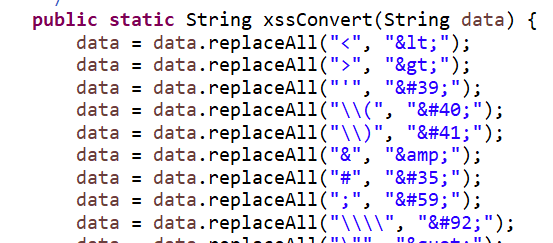 public static String xssConvert(String data) {
data = data.replaceAll("<", "&lt;");
data = data.replaceAll(">", "&gt;");
data = data.replaceAll("'", "&#39;");
data = data.replaceAll("\\(", "&#40;");
data = data.replaceAll("\\)", "&#41;");
data = data.replaceAll("&", "&amp;");
data = data.replaceAll("#", "&#35;");
data = data.replaceAll(";", "&#59;");
data = data.replaceAll("\\\\", "&#92;");